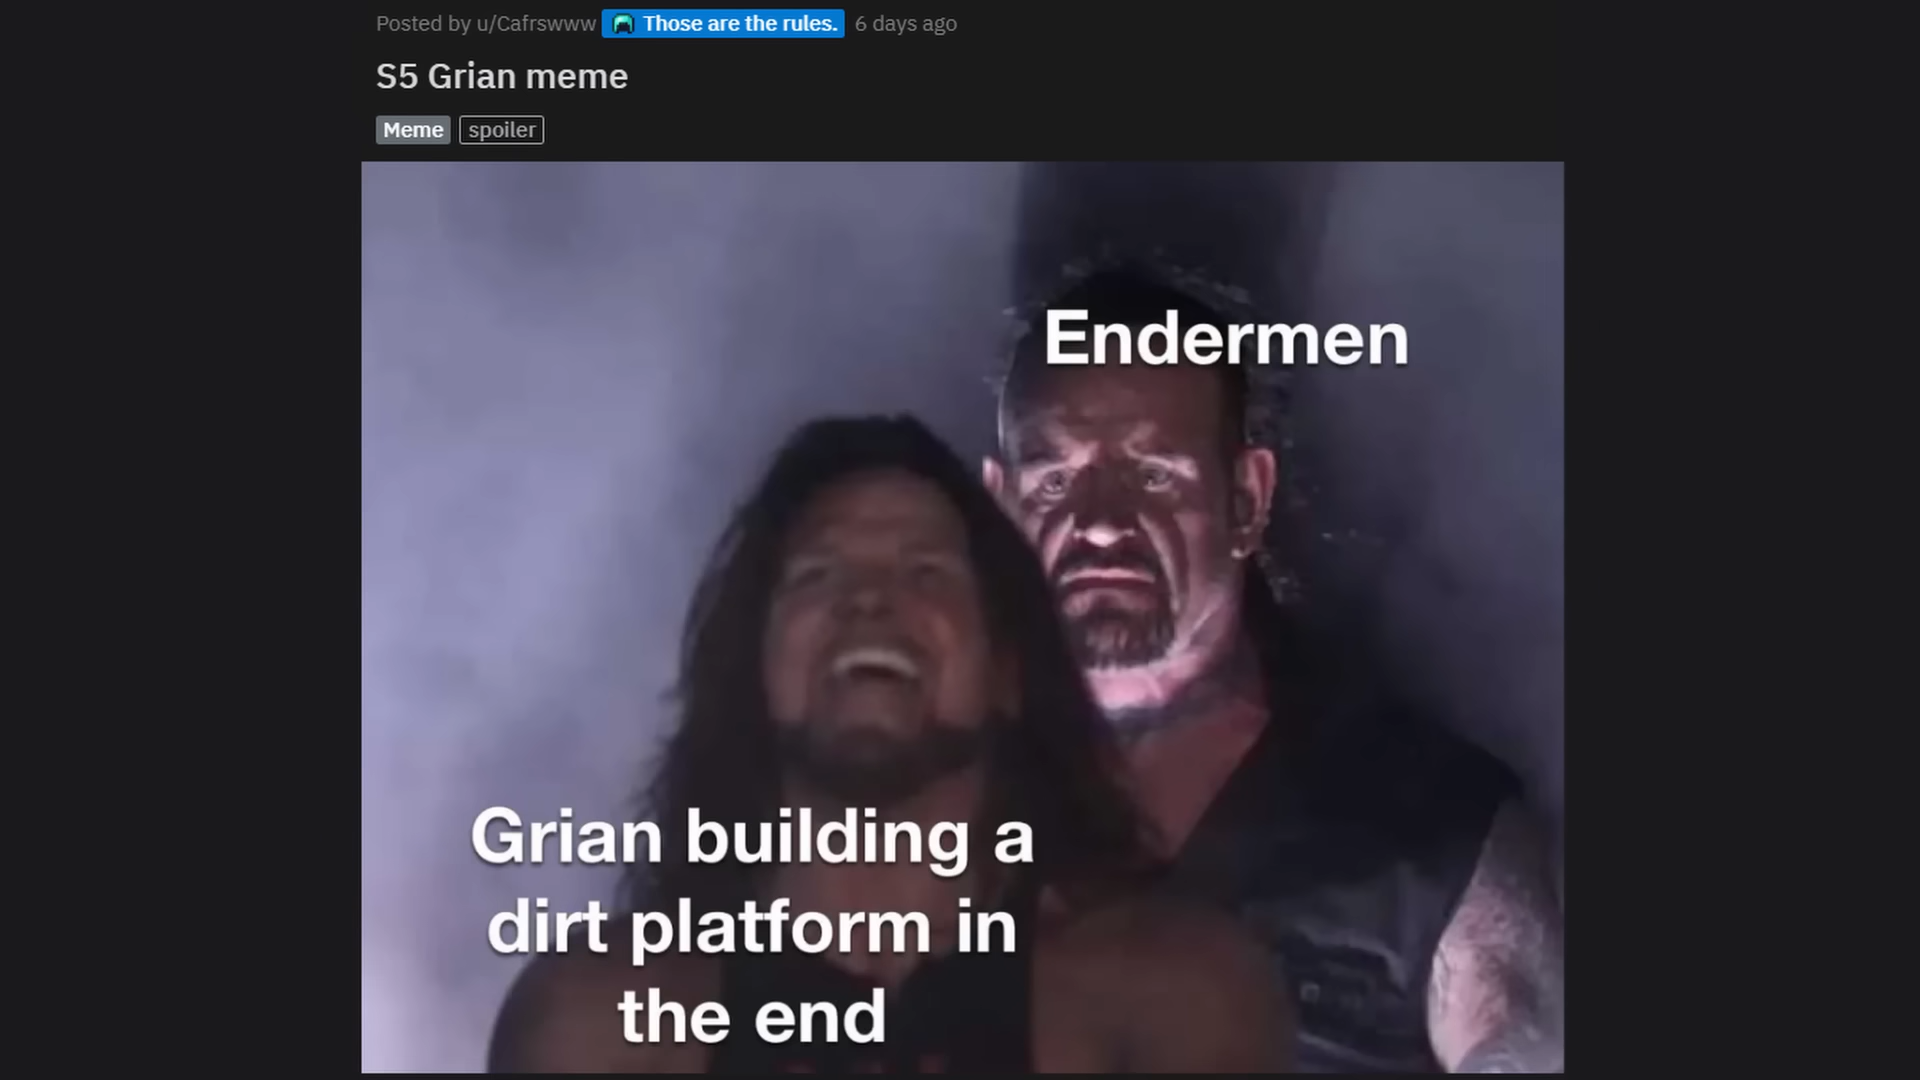 Posted by u/Cafrswww Those are the rules. 6 days ago
S5 Grian meme
Meme spoiler
Endermen
Grian building a
dirt platform in
the end